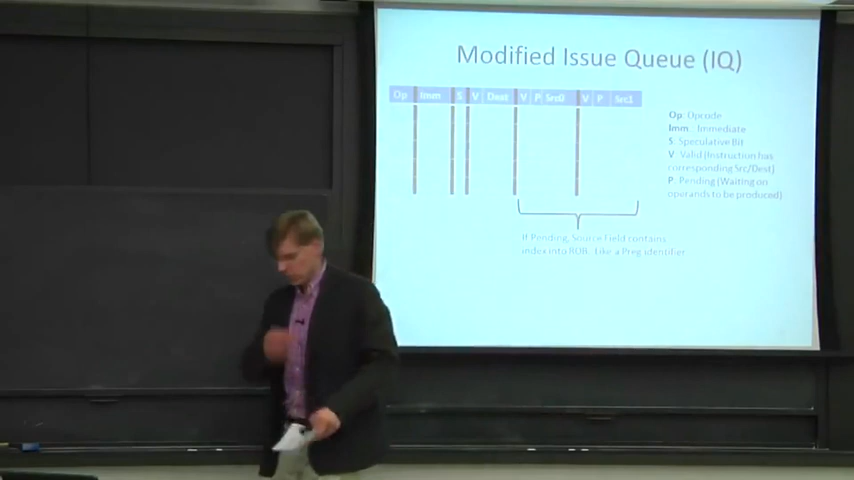 Modified Issue Queue (IQ)
Op Imm S V Dest V P Src0 V P Src1
Op: Opcode
Imm: Immediate
S: Speculative Bit
V: Valid (Instruction has
corresponding Src/Dest)
P: Pending (Waiting on
operands to be produced)
If Pending, Source Field contains
index into ROB. Like a Preg identifier